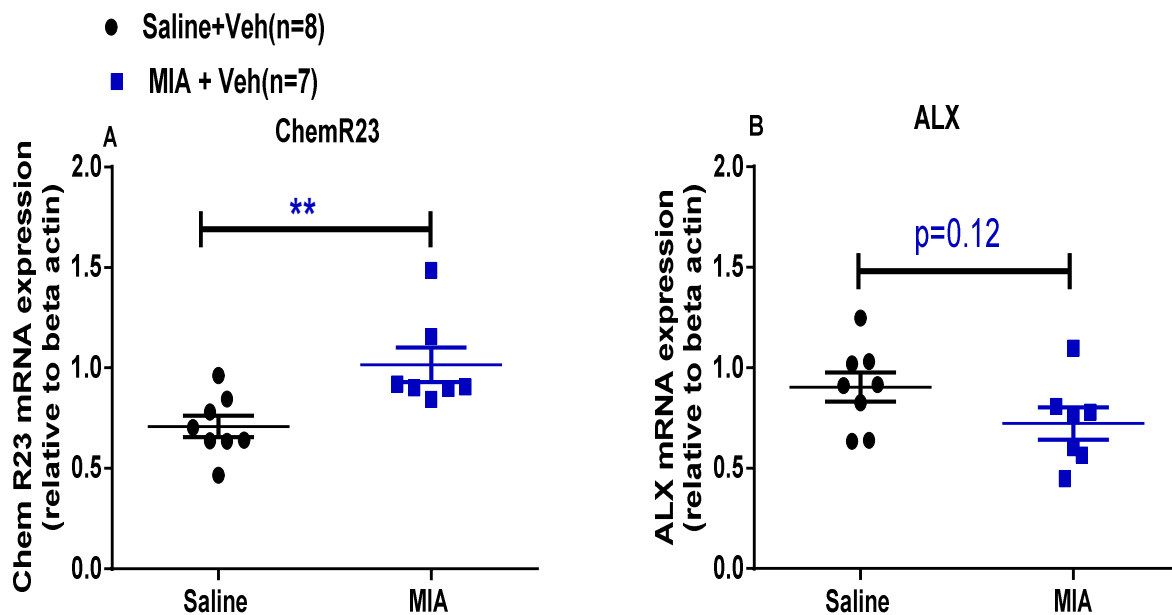 Saline+Veh(n=8)
MIA + Veh(n=7)
A
ChemR23
Chem R23 mRNA expression
(relative to beta actin)
2.0
1.5
1.0
0.5
0.0
**
Saline
MIA
B
ALX
ALX mRNA expression
(relative to beta actin)
2.0
1.5
1.0
0.5
0.0
p=0.12
Saline
MIA